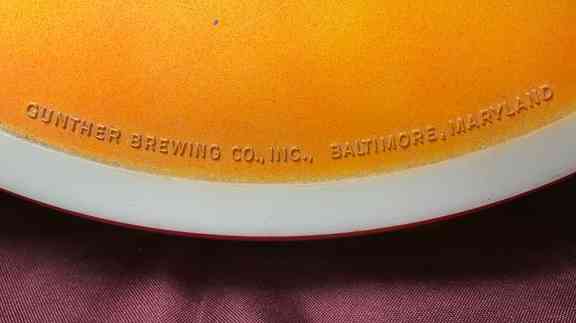 GUNTHER BREWING CO., INC., BALTIMORE, MARYLAND